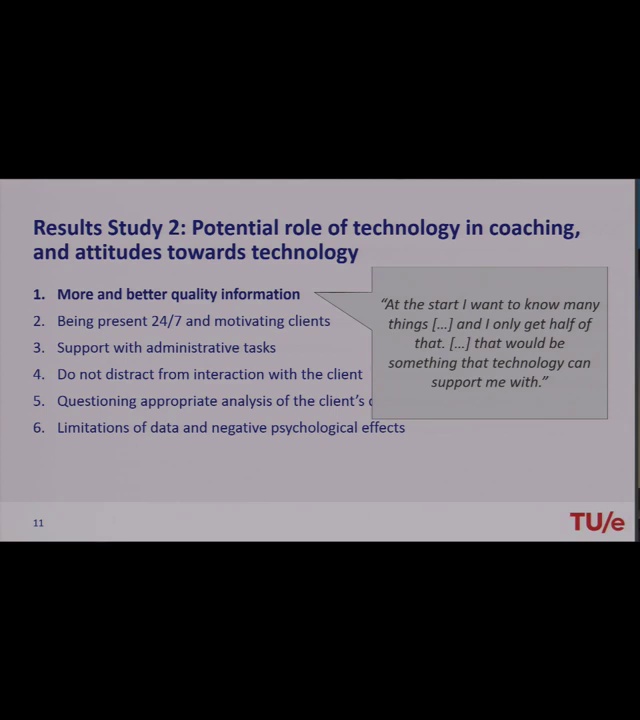 Results Study 2: Potential role of technology in coaching,
and attitudes towards technology
1. More and better quality information
2. Being present 24/7 and motivating clients
3. Support with administrative tasks
4. Do not distract from interaction with the client
5. Questioning appropriate analysis of the client's
6. Limitations of data and negative psychological effects
"At the start I want to know many
things [...] and I only get half of
that. [...] that would be
something that technology can
support me with."
11
TU/e